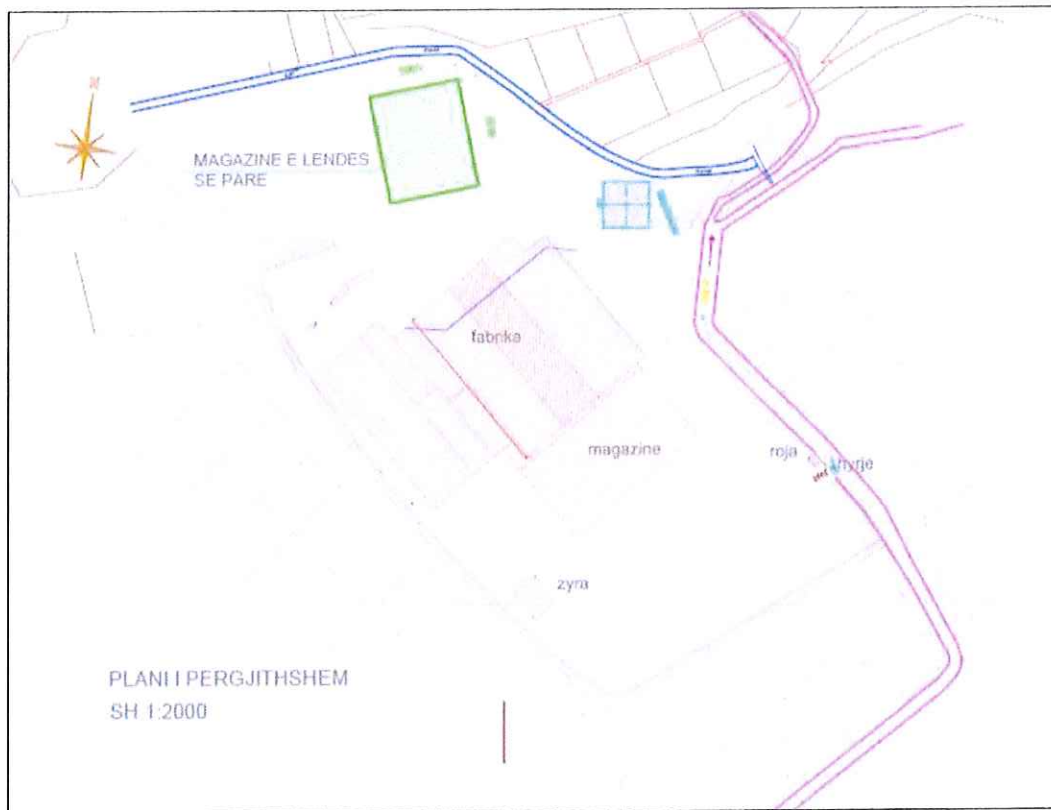 MAGAZINE E LENDES
SE PARE
fabrika
magazine
roja
hyrje
zyra
PLANI I PERGJITHSHEM
SH 1:2000